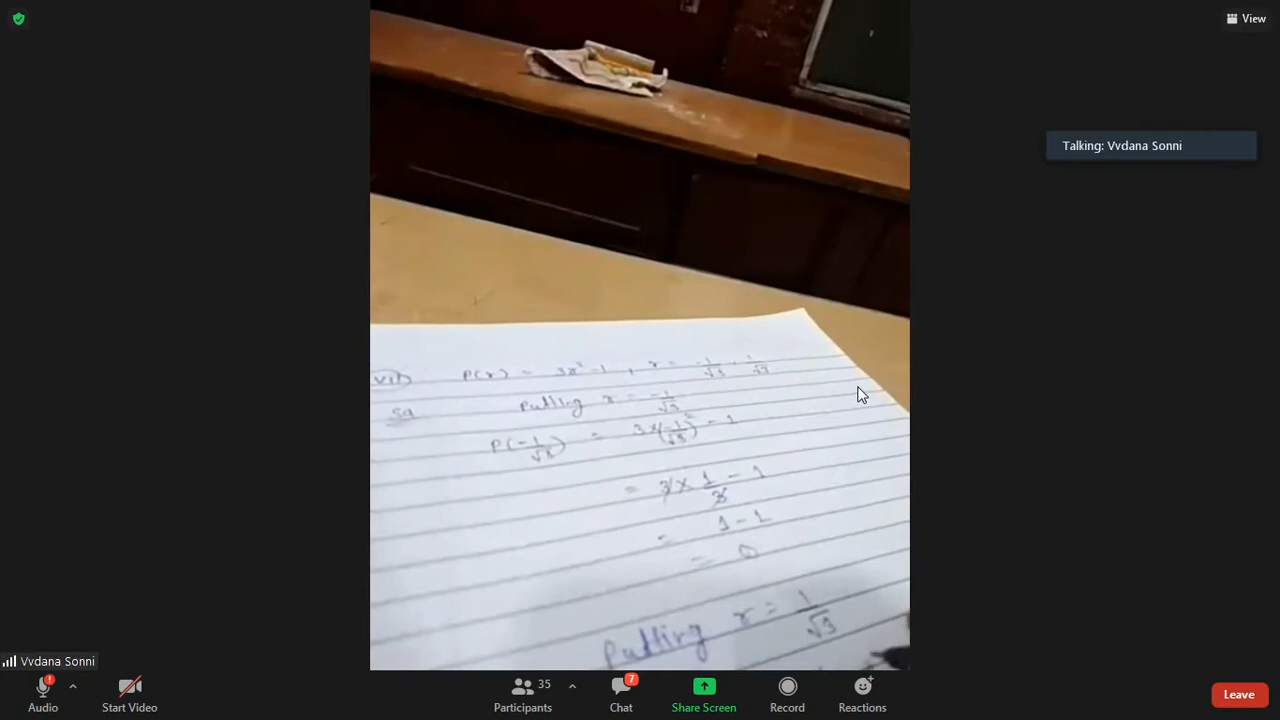 View
Talking: Vvdana Sonni
vii) P(x) = 3x² - 1, x = -1/√3, 1/√3
Sol
Putting x = -1/√3
P(-1/√3) = 3×(-1/√3)² - 1
= 3 × 1/3 - 1
= 1 - 1
= 0
Putting x = 1/√3
Vvdana Sonni
Audio
Start Video
35
Participants
7
Chat
Share Screen
Record
Reactions
Leave